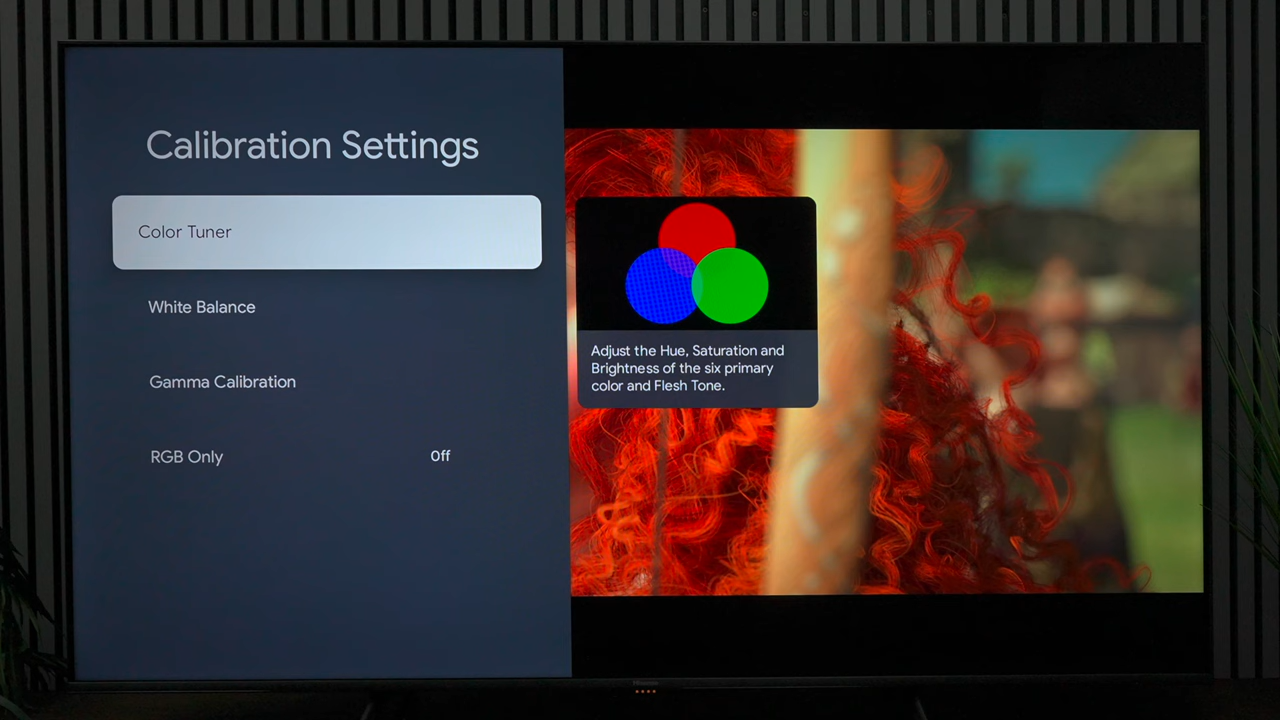 Calibration Settings
Color Tuner
White Balance
Gamma Calibration
RGB Only Off
Adjust the Hue, Saturation and
Brightness of the six primary
color and Flesh Tone.
Hisense